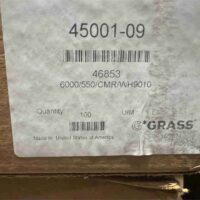 45001-09
46853
6000/550/CMR/WH9010
Quantity
100
U/M
GRASS
Made in: United States of America